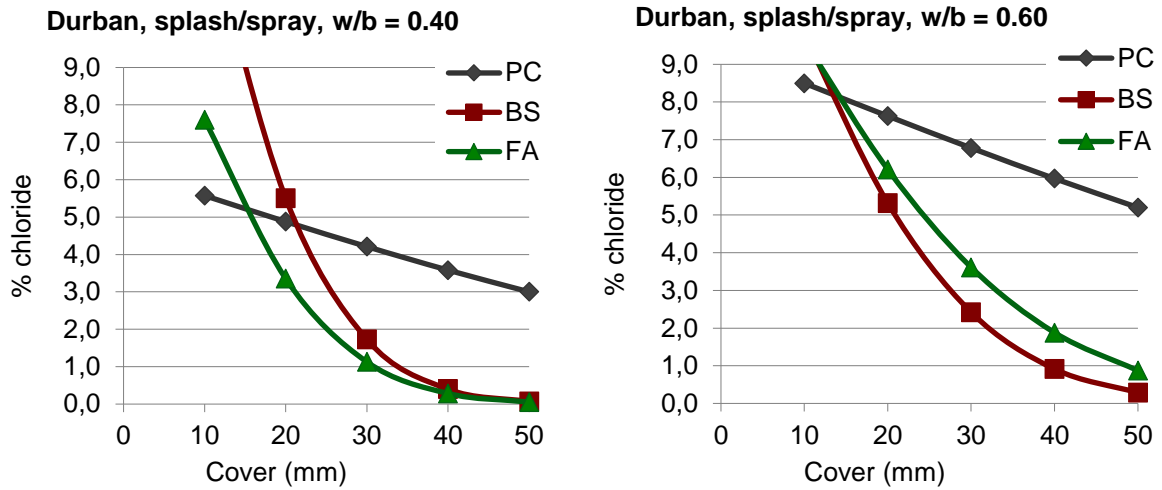 Durban, splash/spray, w/b = 0.40
9,0
8,0
7,0
6,0
5,0
4,0
3,0
2,0
1,0
0,0
% chloride
0 10 20 30 40 50
Cover (mm)
PC
BS
FA
Durban, splash/spray, w/b = 0.60
9,0
8,0
7,0
6,0
5,0
4,0
3,0
2,0
1,0
0,0
% chloride
0 10 20 30 40 50
Cover (mm)
PC
BS
FA